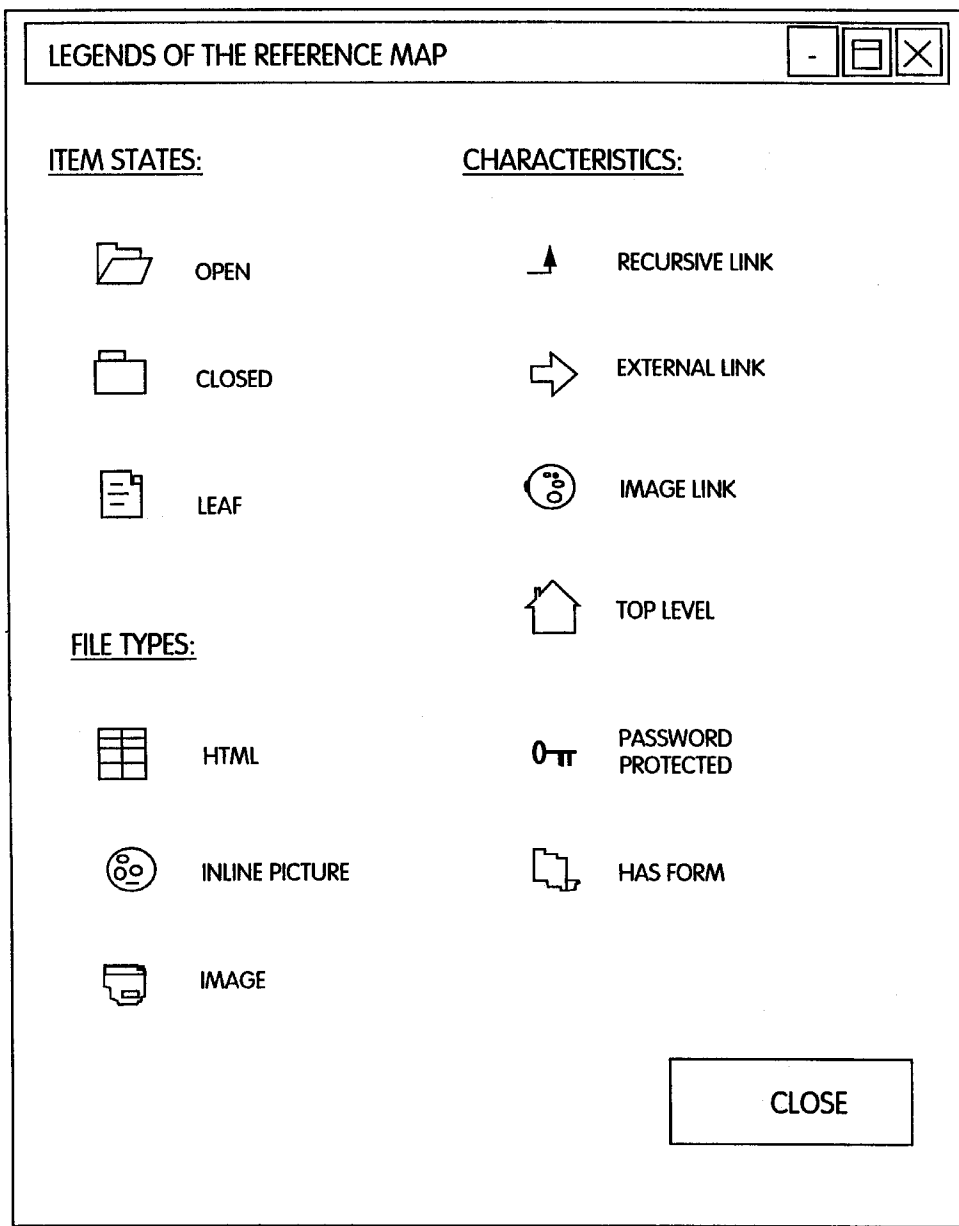 LEGENDS OF THE REFERENCE MAP
ITEM STATES:
OPEN
CLOSED
LEAF
FILE TYPES:
HTML
INLINE PICTURE
IMAGE
CHARACTERISTICS:
RECURSIVE LINK
EXTERNAL LINK
IMAGE LINK
TOP LEVEL
PASSWORD
PROTECTED
HAS FORM
CLOSE